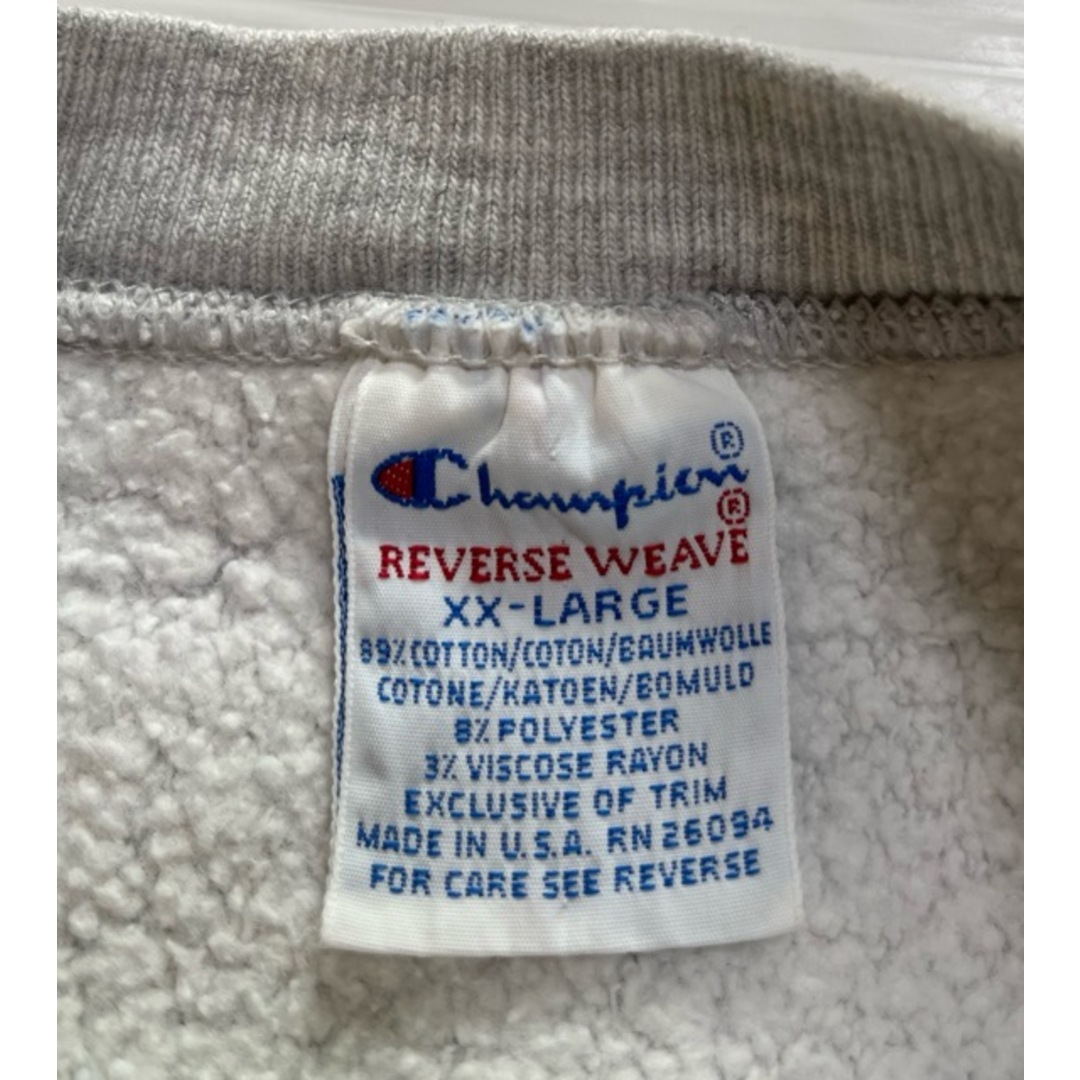 Champion®
®
REVERSE WEAVE
XX-LARGE
89% COTTON/COTON/BAUMWOLLE
COTONE/KATOEN/BOMULD
8% POLYESTER
3% VISCOSE RAYON
EXCLUSIVE OF TRIM
MADE IN U.S.A. RN 26094
FOR CARE SEE REVERSE